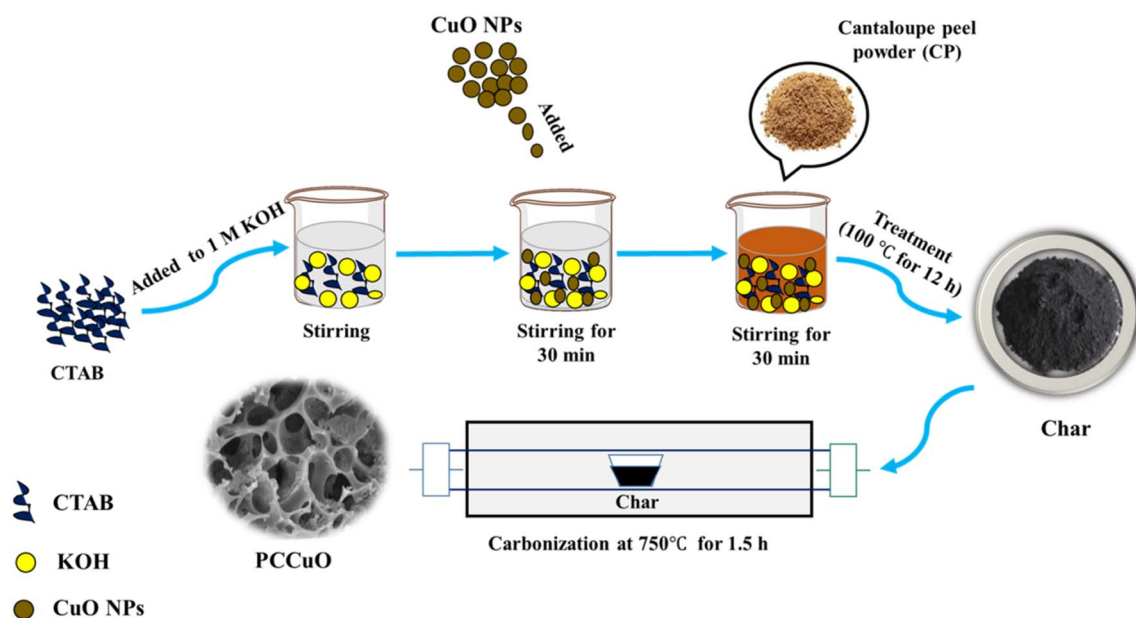 CuO NPs
Added
Cantaloupe peel
powder (CP)
Added to 1 M KOH
CTAB
Stirring
Stirring for
30 min
Stirring for
30 min
Treatment
(100 °C for 12 h)
Char
Char
Carbonization at 750℃ for 1.5 h
PCCuO
CTAB
KOH
CuO NPs